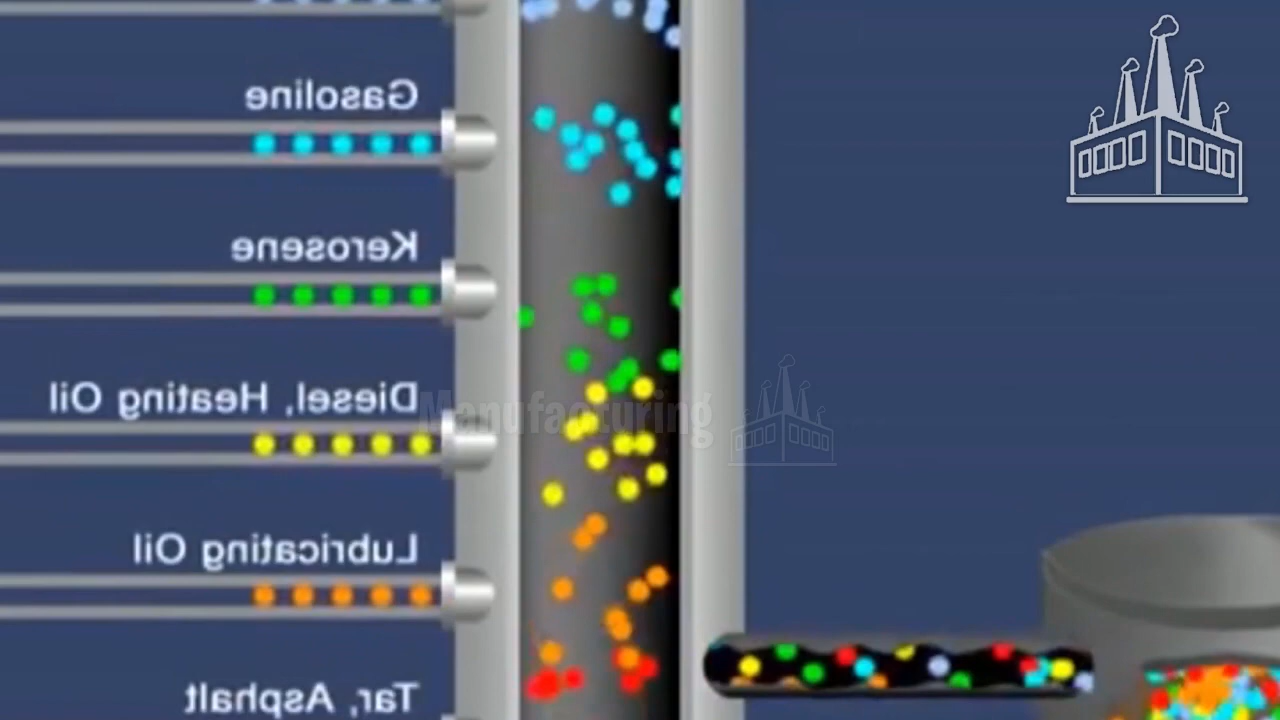 Gasoline
Kerosene
Diesel, Heating Oil
Manufacturing
Lubricating Oil
Tar, Asphalt